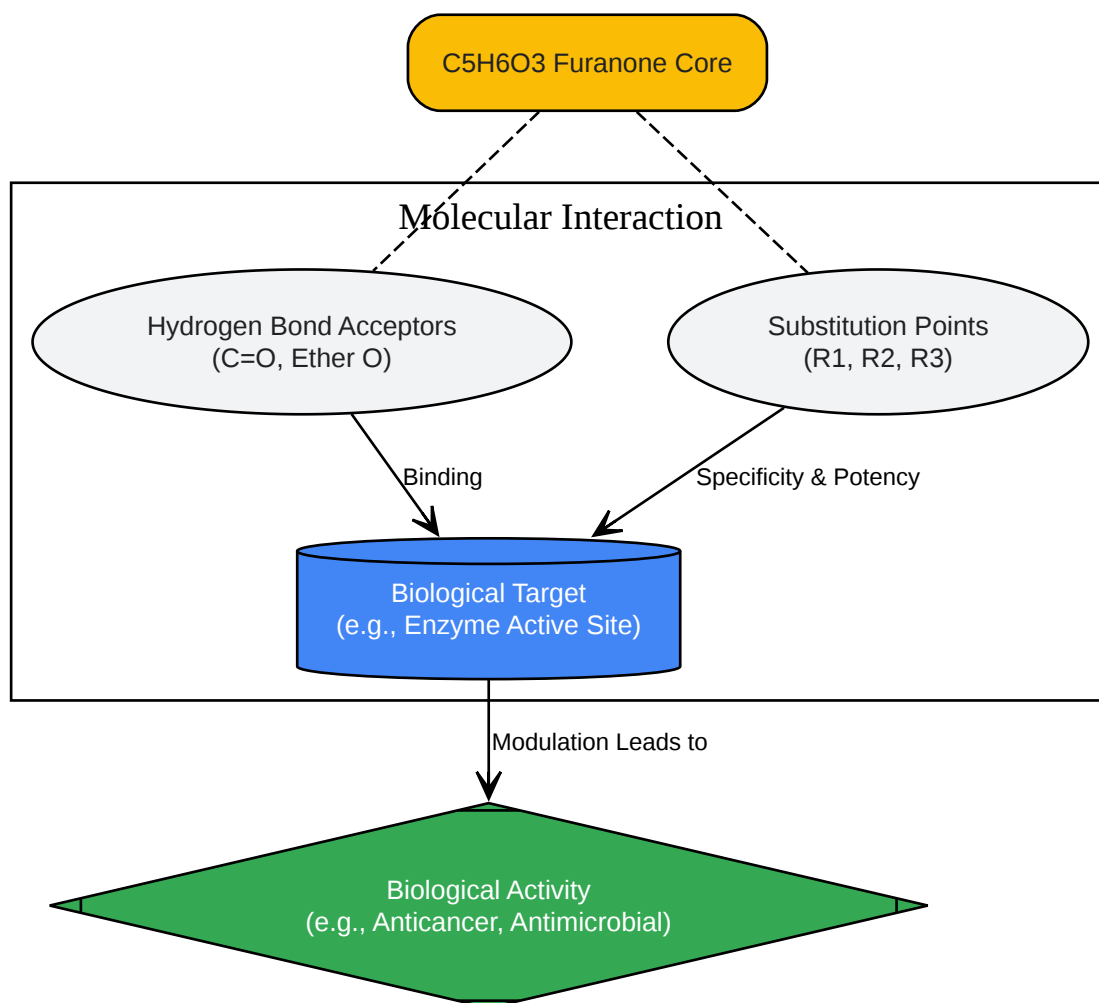 C5H6O3 Furanone Core
Molecular Interaction
Hydrogen Bond Acceptors
(C=O, Ether O)
Substitution Points
(R1, R2, R3)
Binding
Specificity & Potency
Biological Target
(e.g., Enzyme Active Site)
Modulation Leads to
Biological Activity
(e.g., Anticancer, Antimicrobial)